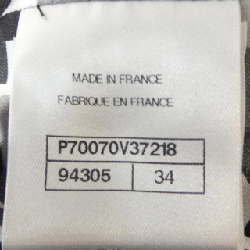 MADE IN FRANCE
FABRIQUE EN FRANCE
P70070V37218
94305 34